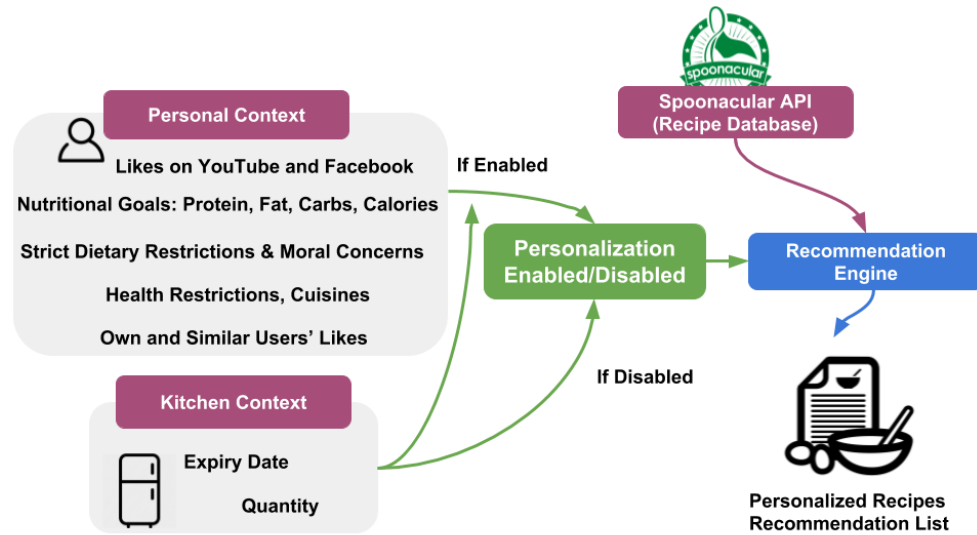 spoonacular
Spoonacular API
(Recipe Database)
Personal Context
Likes on YouTube and Facebook
Nutritional Goals: Protein, Fat, Carbs, Calories
Strict Dietary Restrictions & Moral Concerns
Health Restrictions, Cuisines
Own and Similar Users’ Likes
If Enabled
Personalization
Enabled/Disabled
Recommendation
Engine
If Disabled
Kitchen Context
Expiry Date
Quantity
Personalized Recipes
Recommendation List